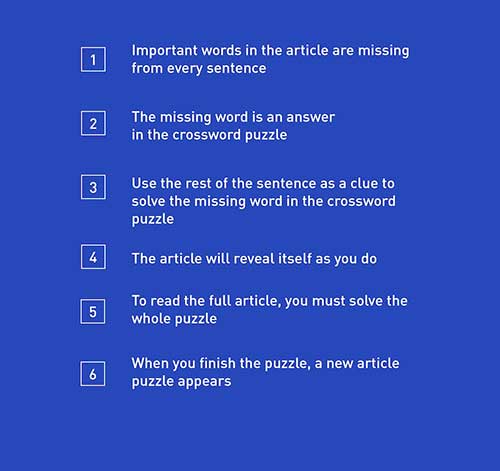 1
Important words in the article are missing
from every sentence
2
The missing word is an answer
in the crossword puzzle
3
Use the rest of the sentence as a clue to
solve the missing word in the crossword
puzzle
4
The article will reveal itself as you do
5
To read the full article, you must solve the
whole puzzle
6
When you finish the puzzle, a new article
puzzle appears